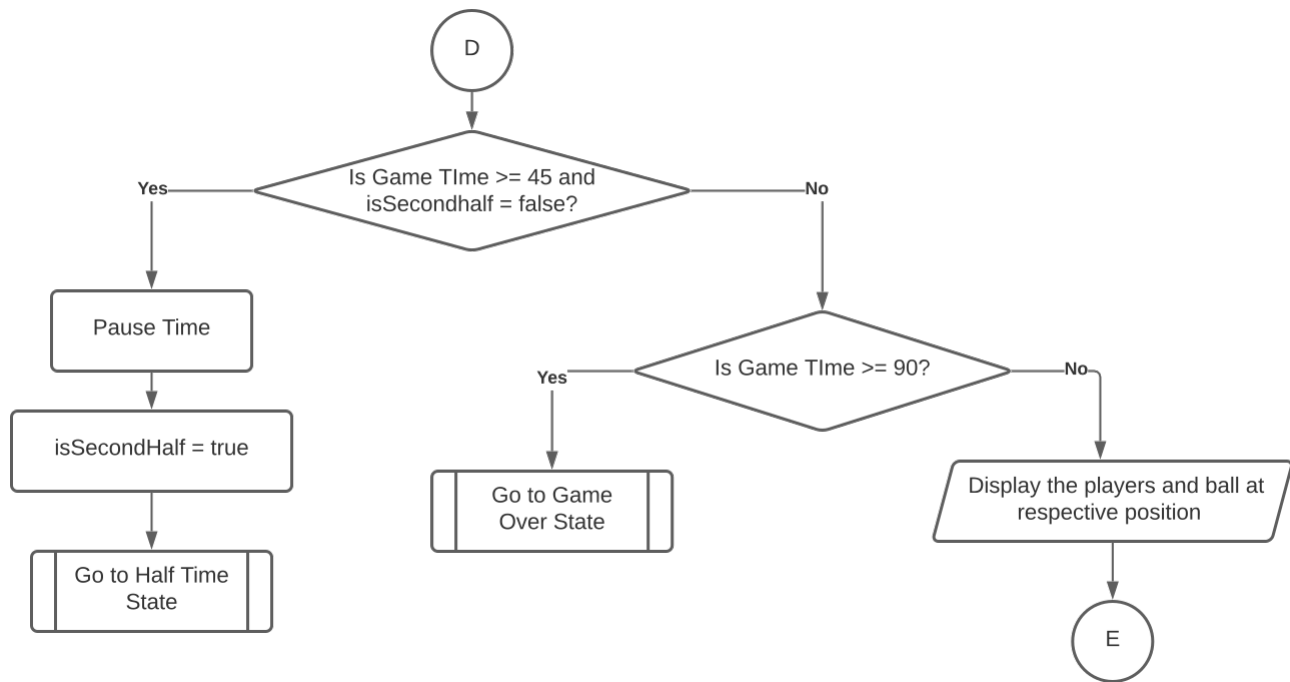 D
Is Game TIme >= 45 and
isSecondhalf = false?
Yes
No
Pause Time
Is Game TIme >= 90?
Yes
No
isSecondHalf = true
Go to Game
Over State
Display the players and ball at
respective position
Go to Half Time
State
E